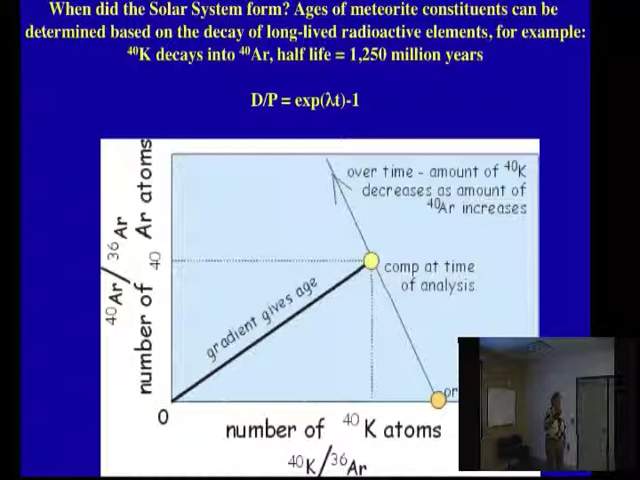 When did the Solar System form? Ages of meteorite constituents can be
determined based on the decay of long-lived radioactive elements, for example:
⁴⁰K decays into ⁴⁰Ar, half life = 1,250 million years
D/P = exp(λt)-1
over time - amount of ⁴⁰K
decreases as amount of
⁴⁰Ar increases
⁴⁰Ar/³⁶Ar
number of ⁴⁰Ar atoms
comp at time
of analysis
gradient gives age
0
number of ⁴⁰K atoms
⁴⁰K/³⁶Ar